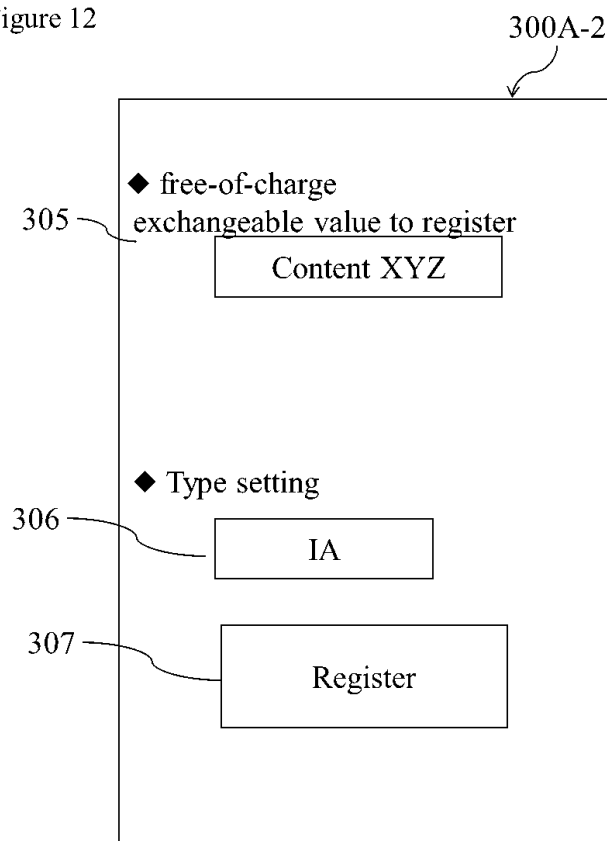 igure 12
300A-2
◆ free-of-charge
exchangeable value to register
305
Content XYZ
◆ Type setting
306
IA
307
Register